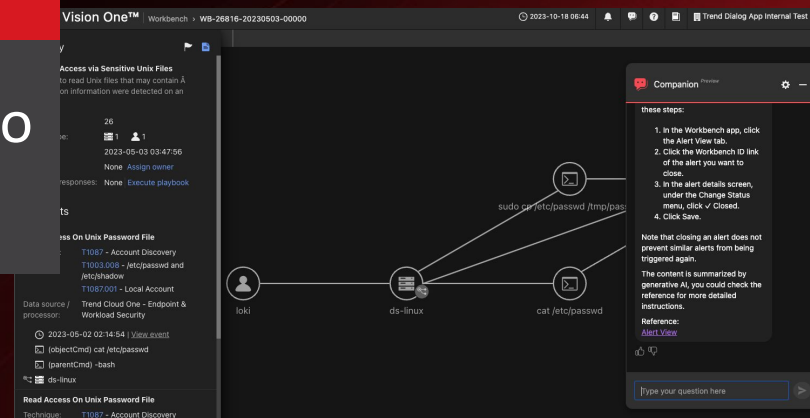 Vision One™ Workbench > WB-26816-20230503-00000
2023-10-18 06:44
Trend Dialog App Internal Test
o
y
Access via Sensitive Unix Files
to read Unix files that may contain Â
on information were detected on an
26
pe:
1 1
2023-05-03 03:47:56
None Assign owner
responses: None Execute playbook
ts
ess On Unix Password File
: T1087 - Account Discovery
T1003.008 - /etc/passwd and
/etc/shadow
T1087.001 - Local Account
Data source / Trend Cloud One - Endpoint &
processor: Workload Security
2023-05-02 02:14:54 | View event
(objectCmd) cat /etc/passwd
(parentCmd) -bash
ds-linux
Read Access On Unix Password File
Technique: T1087 - Account Discovery
loki
ds-linux
sudo cp /etc/passwd /tmp/pas
cat /etc/passwd
Companion Preview
these steps:
1. In the Workbench app, click
the Alert View tab.
2. Click the Workbench ID link
of the alert you want to
close.
3. In the alert details screen,
under the Change Status
menu, click ✓ Closed.
4. Click Save.
Note that closing an alert does not
prevent similar alerts from being
triggered again.
The content is summarized by
generative AI, you could check the
reference for more detailed
instructions.
Reference:
Alert View
Type your question here